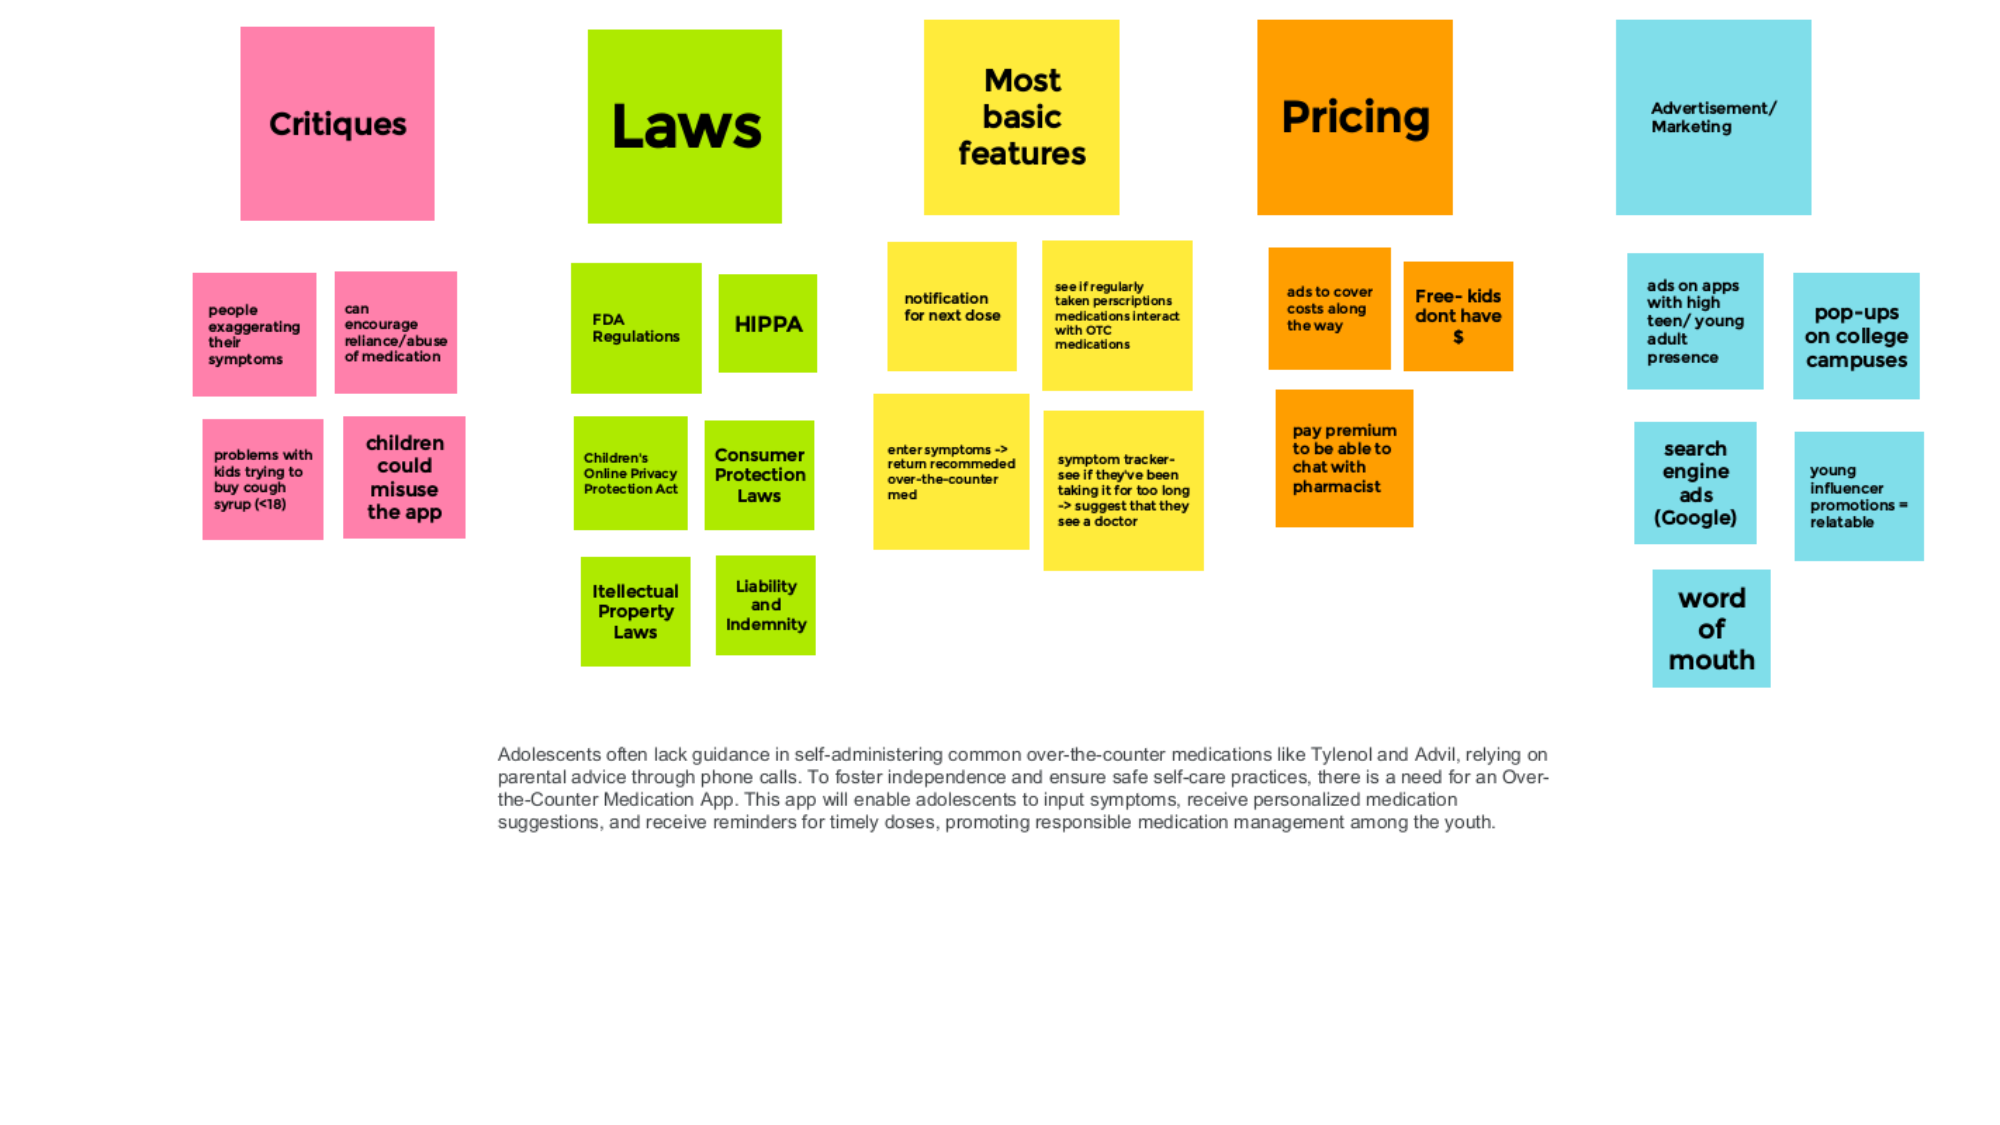 Critiques
Laws
Most
basic
features
Pricing
Advertisement/
Marketing
people
exaggerating
their
symptoms
can
encourage
reliance/abuse
of medication
problems with
kids trying to
buy cough
syrup (<18)
children
could
misuse
the app
FDA
Regulations
HIPPA
Children's
Online Privacy
Protection Act
Consumer
Protection
Laws
Itellectual
Property
Laws
Liability
and
Indemnity
notification
for next dose
see if regularly
taken perscriptions
medications interact
with OTC
medications
enter symptoms ->
return recommeded
over-the-counter
med
symptom tracker-
see if they've been
taking it for too long
-> suggest that they
see a doctor
ads to cover
costs along
the way
Free- kids
dont have
$
pay premium
to be able to
chat with
pharmacist
ads on apps
with high
teen/ young
adult
presence
pop-ups
on college
campuses
search
engine
ads
(Google)
young
influencer
promotions =
relatable
word
of
mouth
Adolescents often lack guidance in self-administering common over-the-counter medications like Tylenol and Advil, relying on
parental advice through phone calls. To foster independence and ensure safe self-care practices, there is a need for an Over-
the-Counter Medication App. This app will enable adolescents to input symptoms, receive personalized medication
suggestions, and receive reminders for timely doses, promoting responsible medication management among the youth.